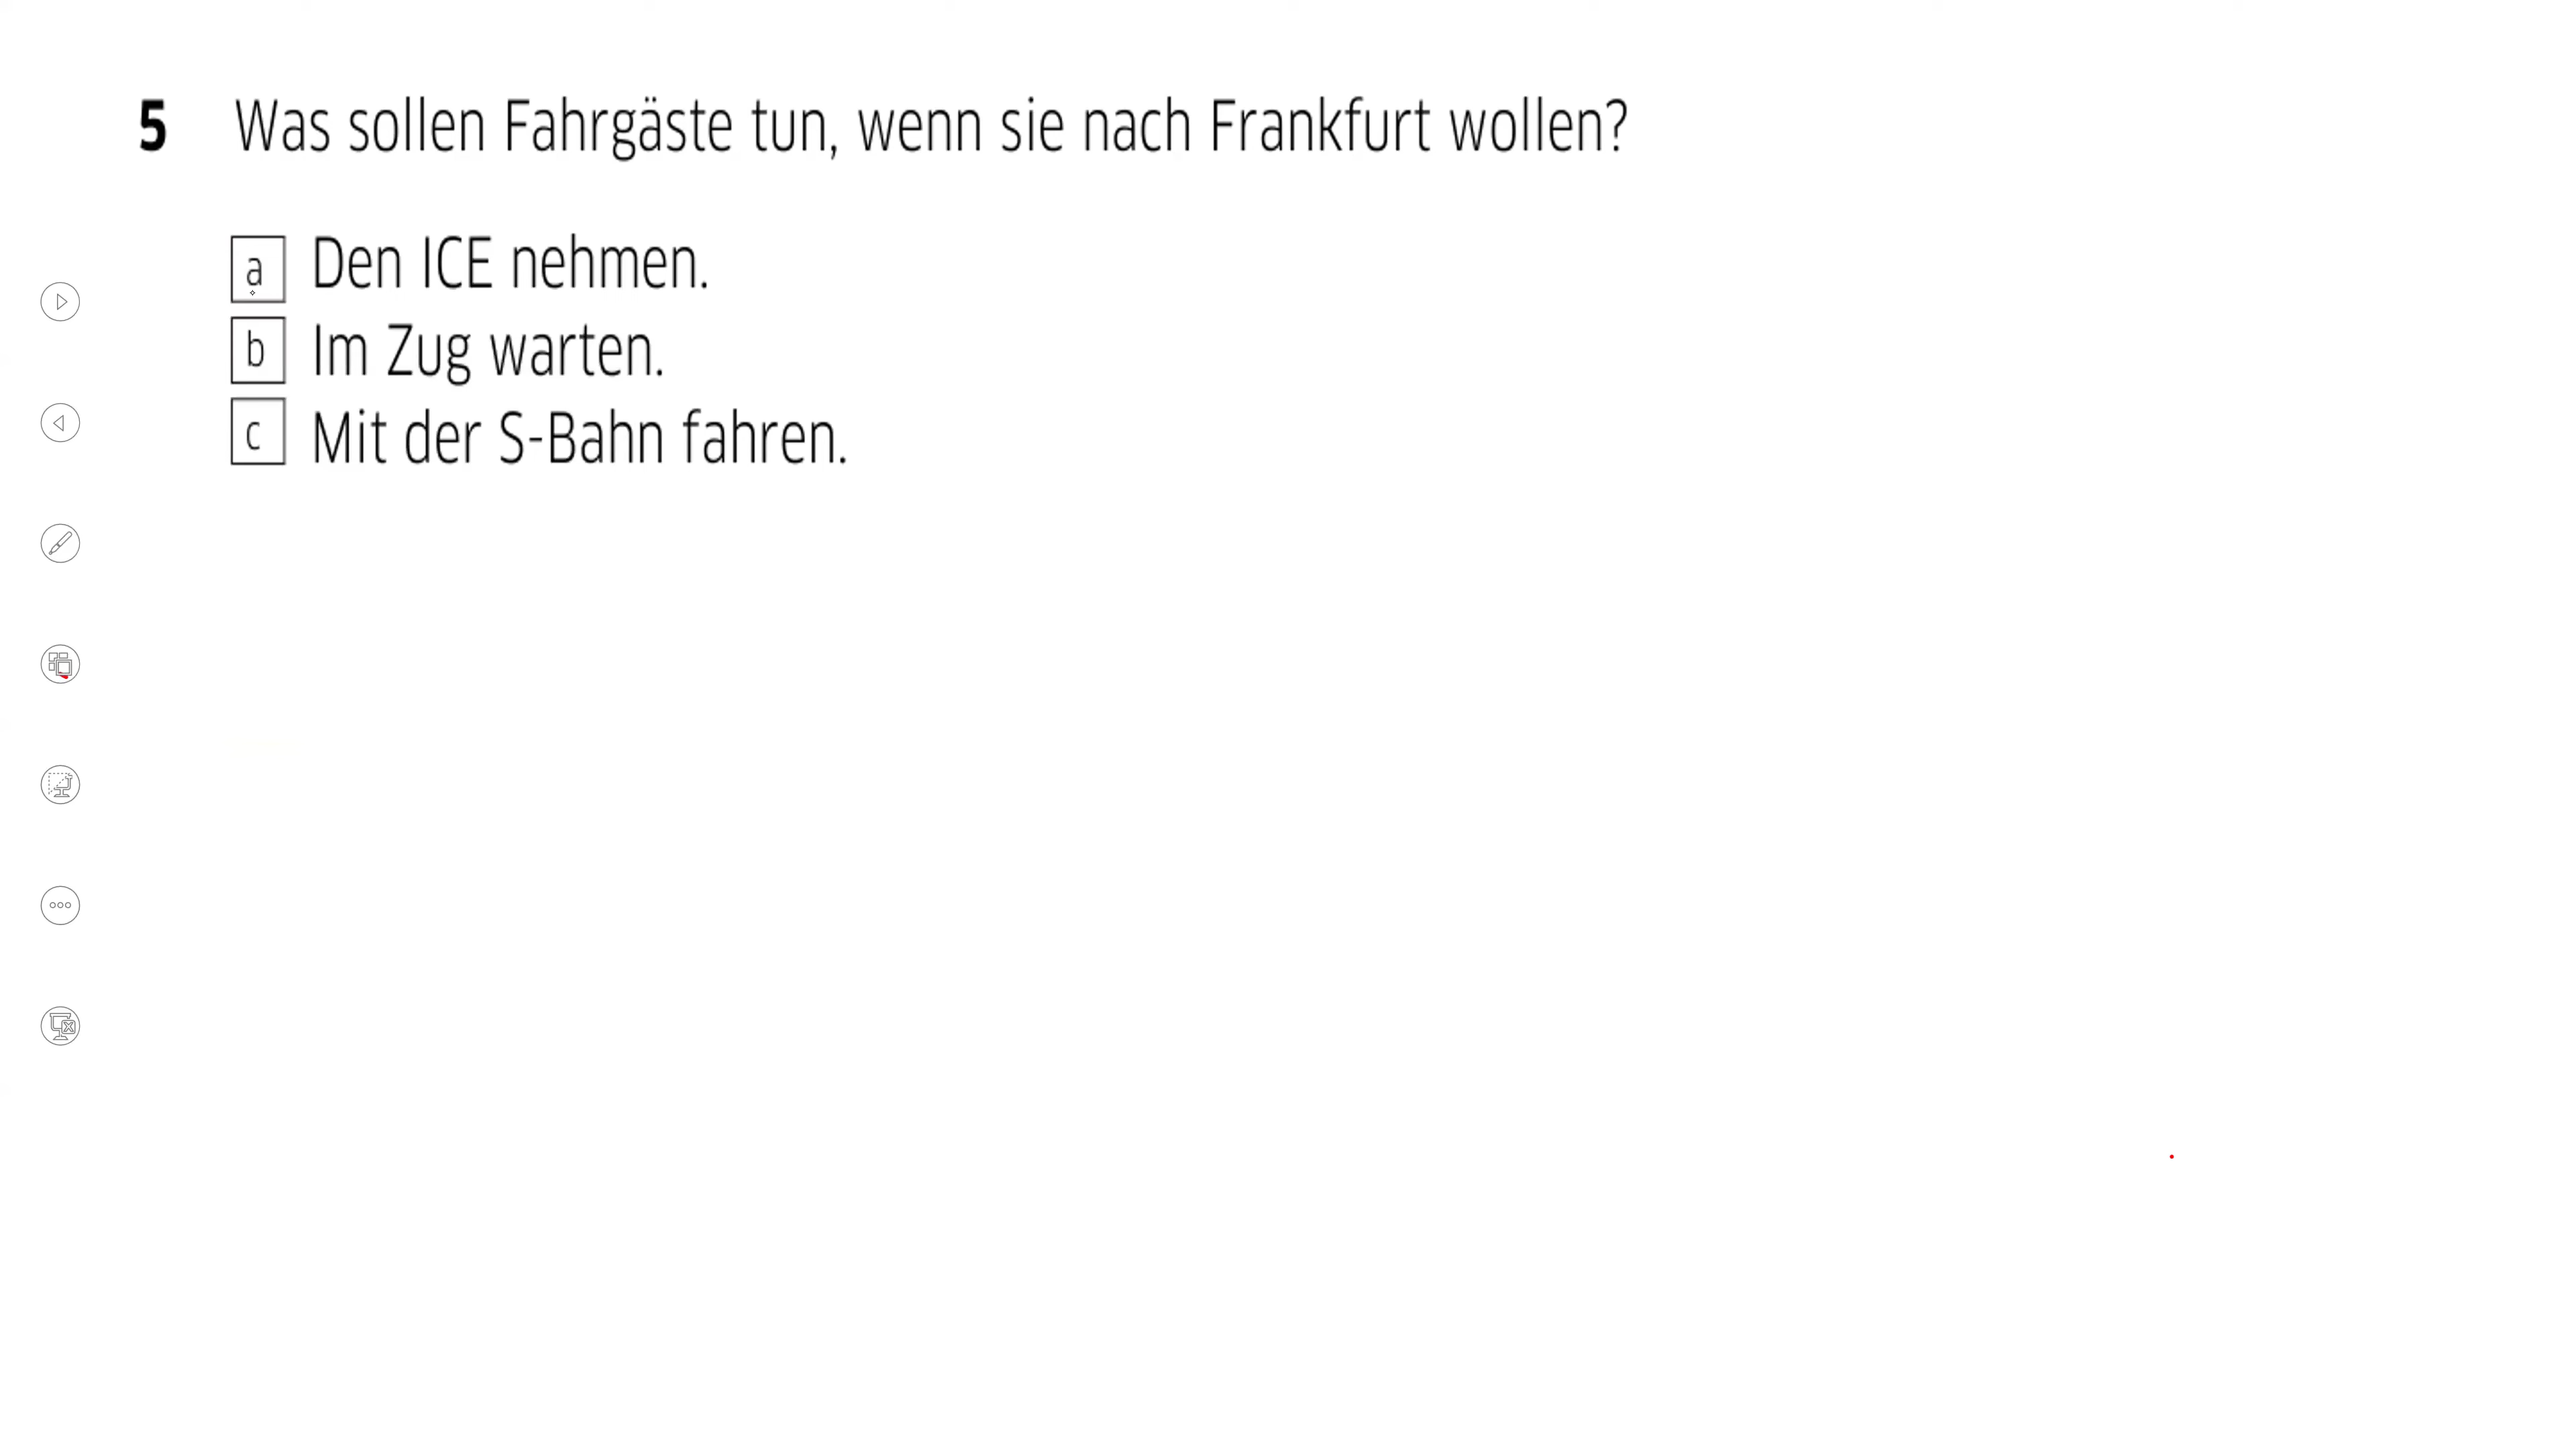 5 Was sollen Fahrgäste tun, wenn sie nach Frankfurt wollen?
a Den ICE nehmen.
b Im Zug warten.
c Mit der S-Bahn fahren.